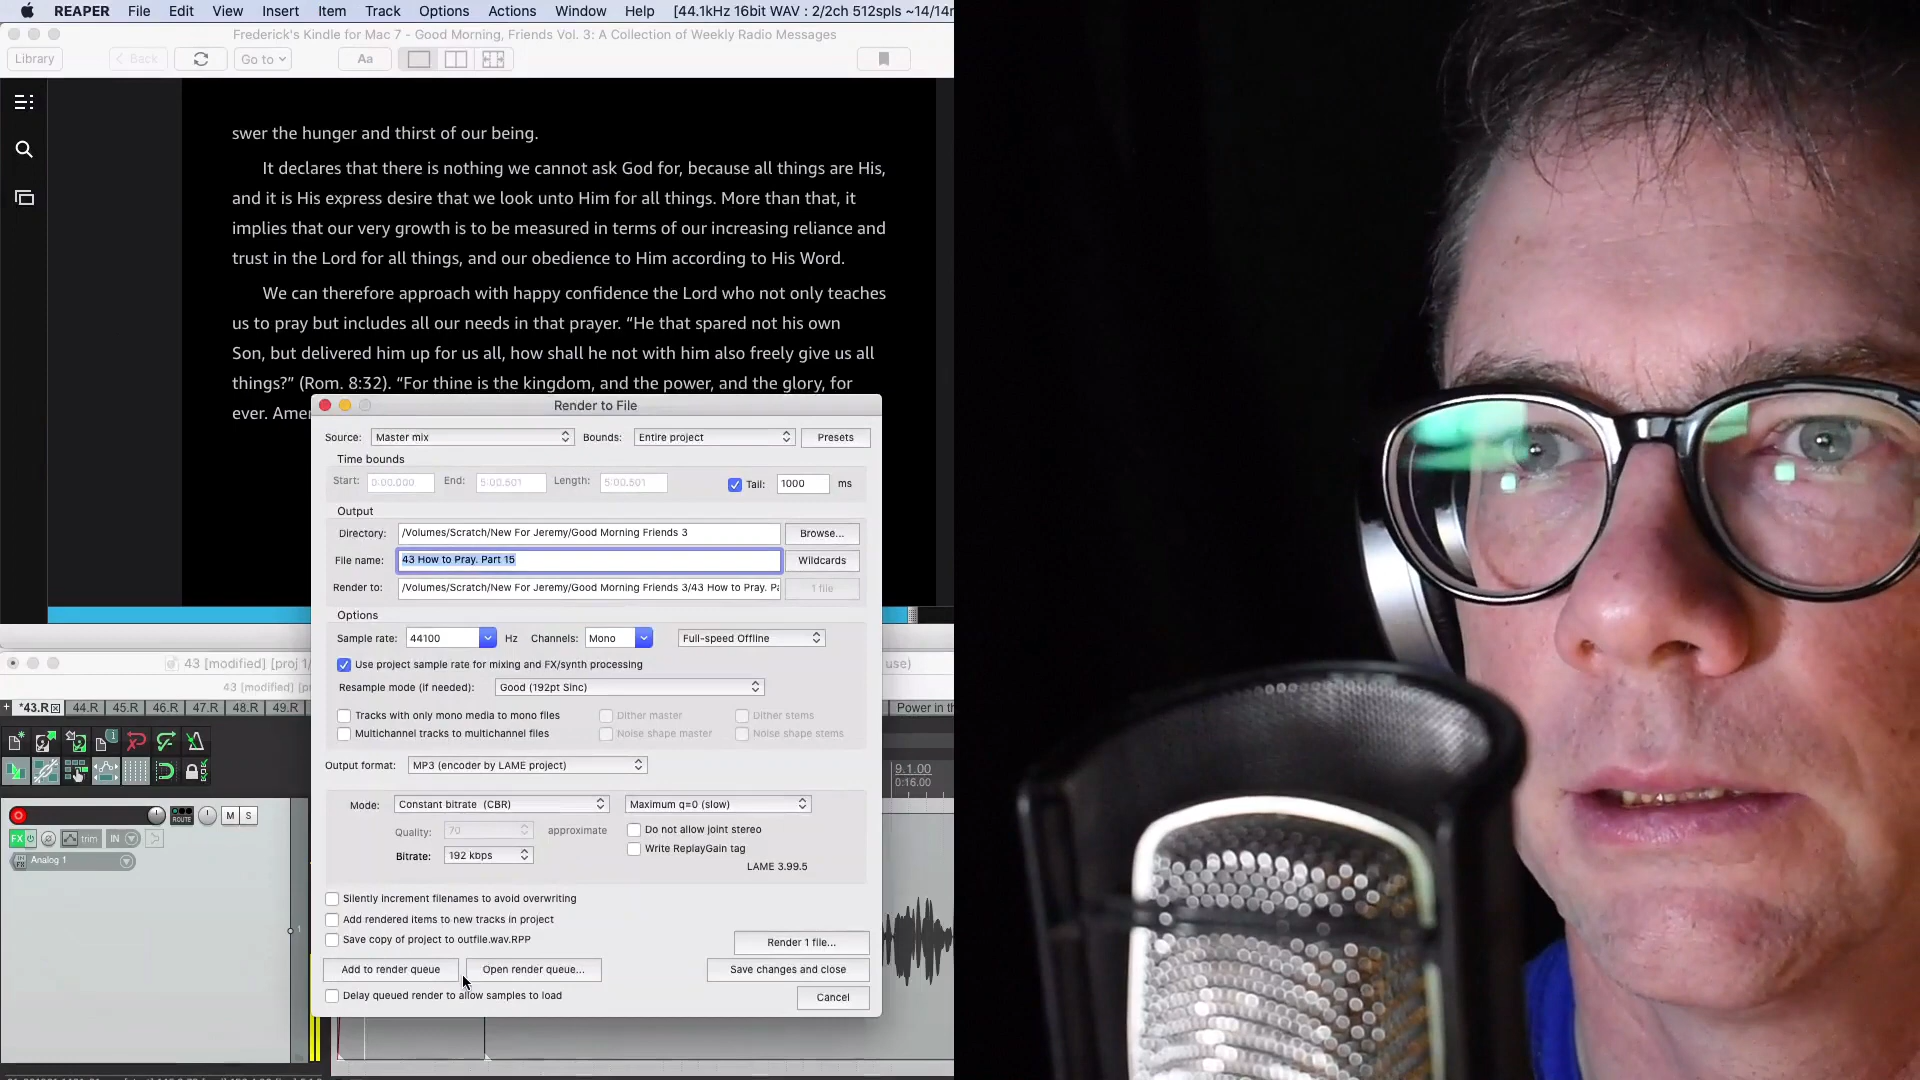 REAPER File Edit View Insert Item Track Options Actions Window Help [44.1kHz 16bit WAV : 2/2ch 512spls ~14/14m
Frederick's Kindle for Mac 7 - Good Morning, Friends Vol. 3: A Collection of Weekly Radio Messages
Library Back Go to Aa
swer the hunger and thirst of our being.
It declares that there is nothing we cannot ask God for, because all things are His,
and it is His express desire that we look unto Him for all things. More than that, it
implies that our very growth is to be measured in terms of our increasing reliance and
trust in the Lord for all things, and our obedience to Him according to His Word.
We can therefore approach with happy confidence the Lord who not only teaches
us to pray but includes all our needs in that prayer. “He that spared not his own
Son, but delivered him up for us all, how shall he not with him also freely give us all
things?” (Rom. 8:32). “For thine is the kingdom, and the power, and the glory, for
ever. Amen
Render to File
Source: Master mix Bounds: Entire project Presets
Time bounds
Start: 0:00.000 End: 5:00.501 Length: 5:00.501 Tail: 1000 ms
Output
Directory: /Volumes/Scratch/New For Jeremy/Good Morning Friends 3 Browse...
File name: 43 How to Pray. Part 15 Wildcards
Render to: /Volumes/Scratch/New For Jeremy/Good Morning Friends 3/43 How to Pray. Pa 1 file
Options
Sample rate: 44100 Hz Channels: Mono Full-speed Offline
Use project sample rate for mixing and FX/synth processing
Resample mode (if needed): Good (192pt Sinc)
Tracks with only mono media to mono files Dither master Dither stems
Multichannel tracks to multichannel files Noise shape master Noise shape stems
Output format: MP3 (encoder by LAME project)
Mode: Constant bitrate (CBR) Maximum q=0 (slow)
Quality: 70 approximate Do not allow joint stereo
Bitrate: 192 kbps Write ReplayGain tag
LAME 3.99.5
Silently increment filenames to avoid overwriting
Add rendered items to new tracks in project
Save copy of project to outfile.wav.RPP
Render 1 file...
Add to render queue Open render queue... Save changes and close
Delay queued render to allow samples to load Cancel
43 [modified] [proj 1/ use)
43 [modified] (p
+ *43.R 44.R 45.R 46.R 47.R 48.R 49.R Power in th
9.1.00
0:16.00
ROUTE M S
FX trim IN
IN FX Analog 1
1